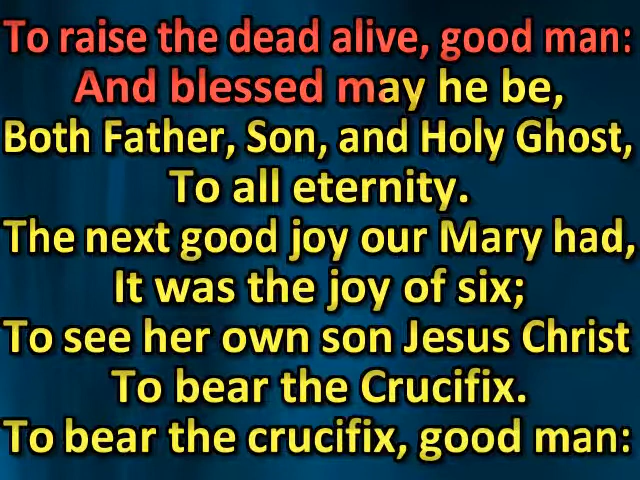 To raise the dead alive, good man:
And blessed may he be,
Both Father, Son, and Holy Ghost,
To all eternity.
The next good joy our Mary had,
It was the joy of six;
To see her own son Jesus Christ
To bear the Crucifix.
To bear the crucifix, good man: